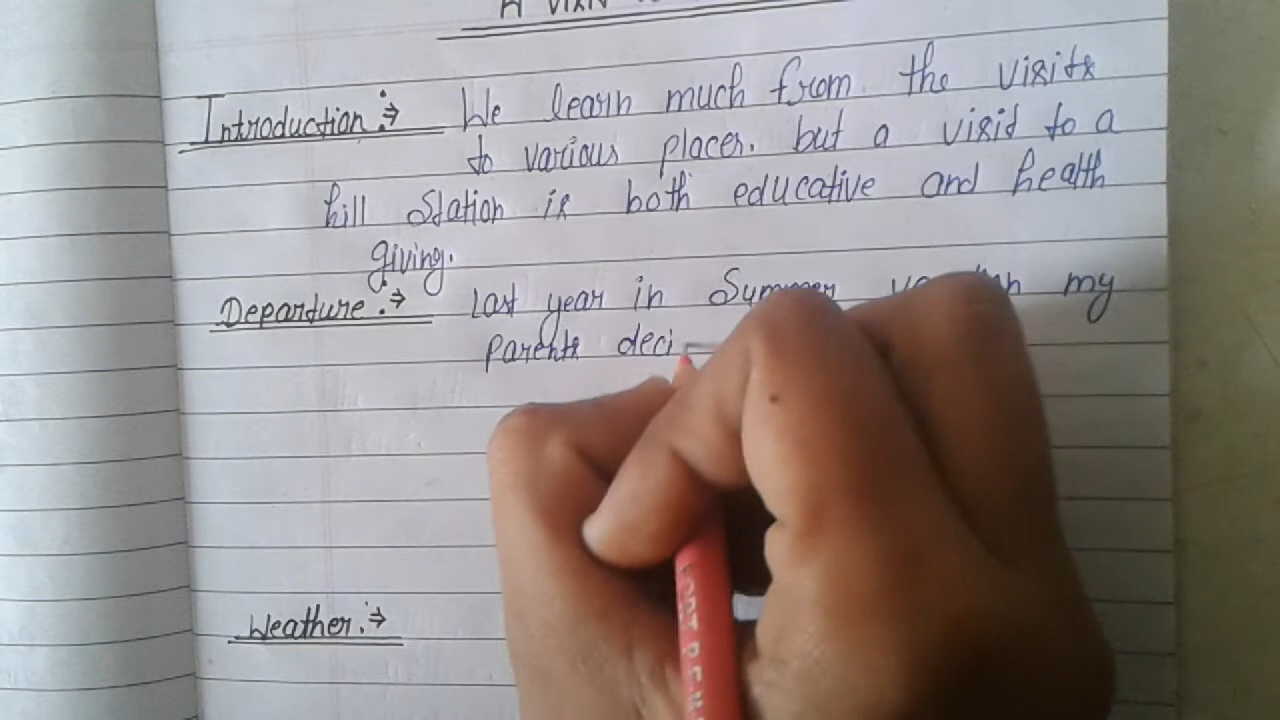 A Visit
Introduction :→ We learn much from the visits
to various places. but a visit to a
hill Station is both educative and health
giving.
Departure :→ Last year in Summer my
Parents deci
Weather :→